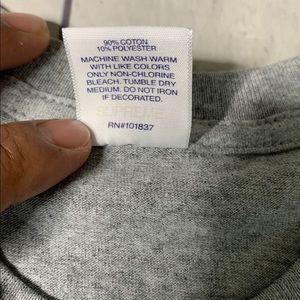 90% COTON
10% POLYESTER
MACHINE WASH WARM
WITH LIKE COLORS
ONLY NON-CHLORINE
BLEACH. TUMBLE DRY
MEDIUM. DO NOT IRON
IF DECORATED.
RN#101837